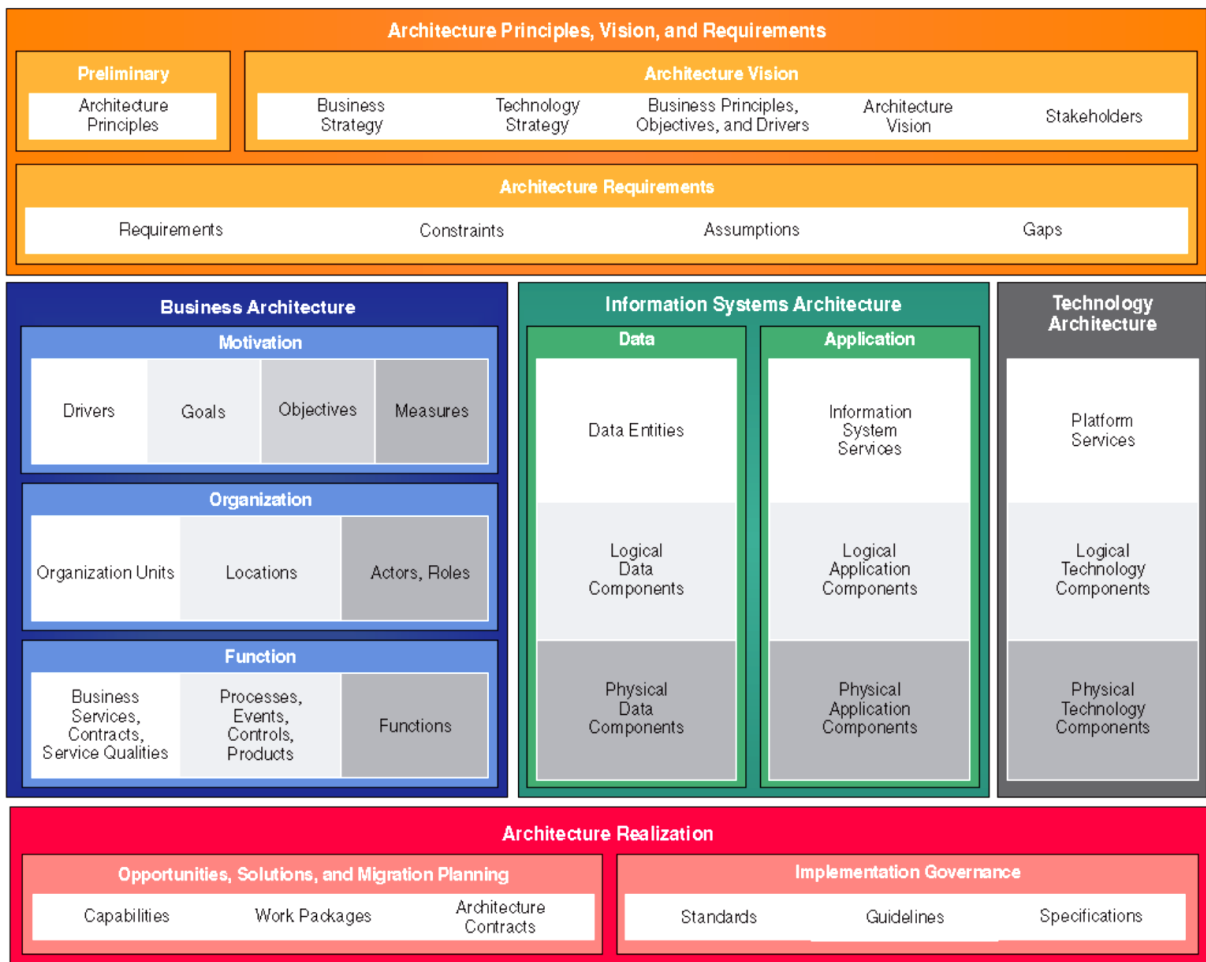 Architecture Principles, Vision, and Requirements
Preliminary
Architecture
Principles
Architecture Vision
Business
Strategy
Technology
Strategy
Business Principles,
Objectives, and Drivers
Architecture
Vision
Stakeholders
Architecture Requirements
Requirements
Constraints
Assumptions
Gaps
Business Architecture
Motivation
Drivers
Goals
Objectives
Measures
Organization
Organization Units
Locations
Actors, Roles
Function
Business
Services,
Contracts,
Service Qualities
Processes,
Events,
Controls,
Products
Functions
Information Systems Architecture
Data
Data Entities
Logical
Data
Components
Physical
Data
Components
Application
Information
System
Services
Logical
Application
Components
Physical
Application
Components
Technology
Architecture
Platform
Services
Logical
Technology
Components
Physical
Technology
Components
Architecture Realization
Opportunities, Solutions, and Migration Planning
Capabilities
Work Packages
Architecture
Contracts
Implementation Governance
Standards
Guidelines
Specifications